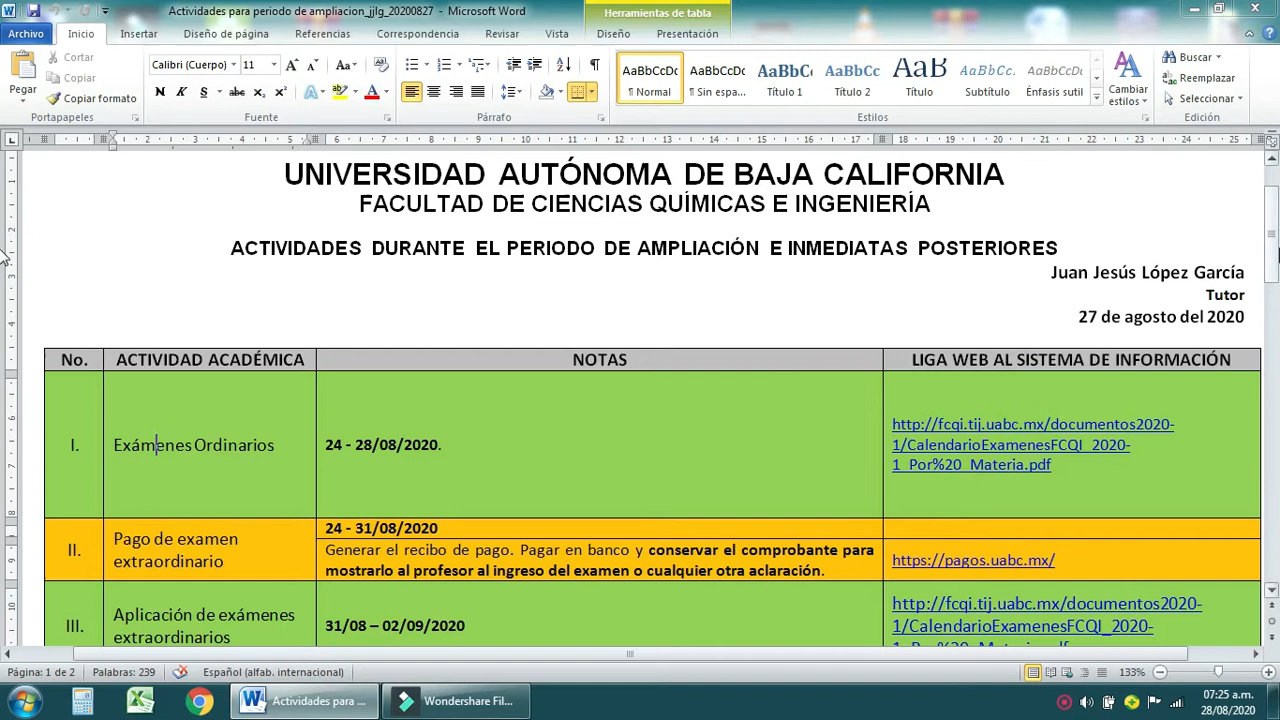 Actividades para periodo de ampliacion_jjlg_20200827 - Microsoft Word
Herramientas de tabla
Archivo Inicio Insertar Diseño de página Referencias Correspondencia Revisar Vista Diseño Presentación
Pegar
Cortar
Copiar
Copiar formato
Portapapeles
Calibri (Cuerpo) 11
Fuente
Párrafo
AaBbCcDc AaBbCcDc AaBbCc AaBbCc AaB AaBbCc. AaBbCcDc
¶ Normal ¶ Sin espa... Título 1 Título 2 Título Subtítulo Énfasis sutil
Cambiar estilos
Estilos
Buscar
Reemplazar
Seleccionar
Edición
UNIVERSIDAD AUTÓNOMA DE BAJA CALIFORNIA
FACULTAD DE CIENCIAS QUÍMICAS E INGENIERÍA
ACTIVIDADES DURANTE EL PERIODO DE AMPLIACIÓN E INMEDIATAS POSTERIORES
Juan Jesús López García
Tutor
27 de agosto del 2020
No. ACTIVIDAD ACADÉMICA NOTAS LIGA WEB AL SISTEMA DE INFORMACIÓN
I. Exámenes Ordinarios 24 - 28/08/2020.
http://fcqi.tij.uabc.mx/documentos2020-
1/CalendarioExamenesFCQI_2020-
1_Por%20_Materia.pdf
II. Pago de examen
extraordinario
24 - 31/08/2020
Generar el recibo de pago. Pagar en banco y conservar el comprobante para
mostrarlo al profesor al ingreso del examen o cualquier otra aclaración.
https://pagos.uabc.mx/
III. Aplicación de exámenes
extraordinarios
31/08 – 02/09/2020
http://fcqi.tij.uabc.mx/documentos2020-
1/CalendarioExamenesFCQI_2020-
Página: 1 de 2 Palabras: 239 Español (alfab. internacional) 133%
Actividades para ... Wondershare Fil...
07:25 a.m.
28/08/2020